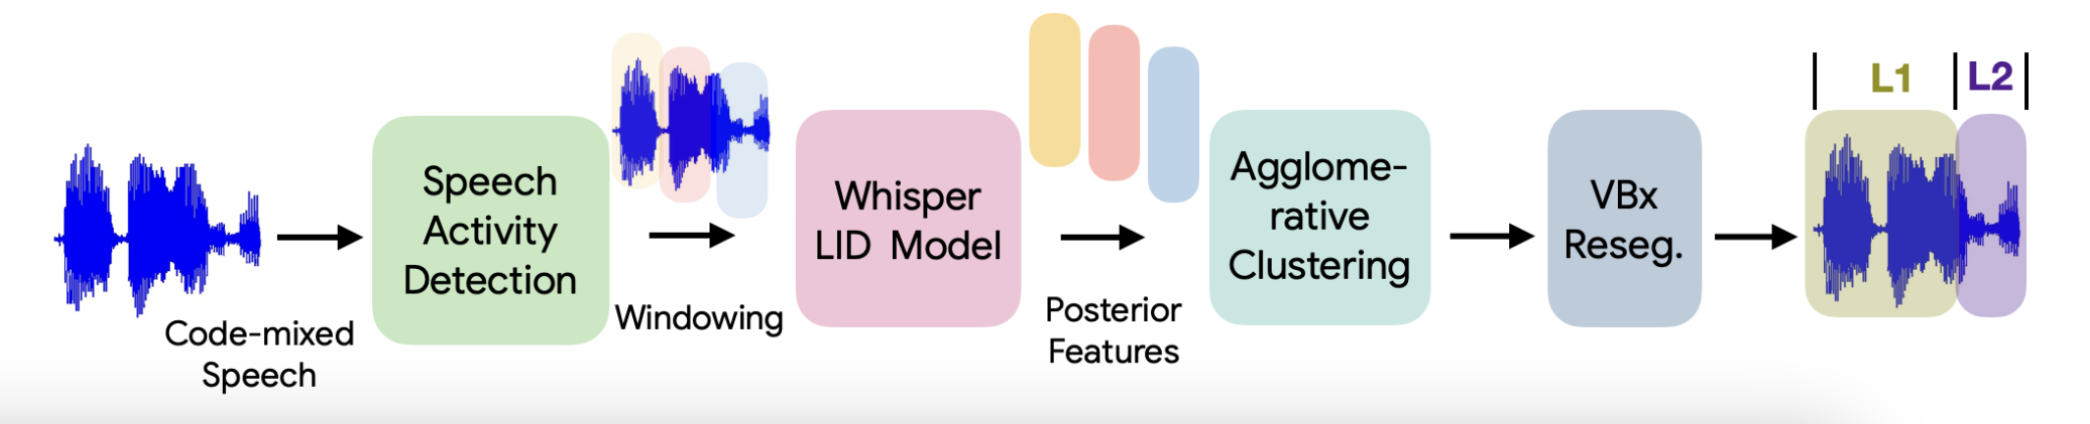 Code-mixed
Speech
Speech
Activity
Detection
Windowing
Whisper
LID Model
Posterior
Features
Agglome-
rative
Clustering
VBx
Reseg.
L1
L2